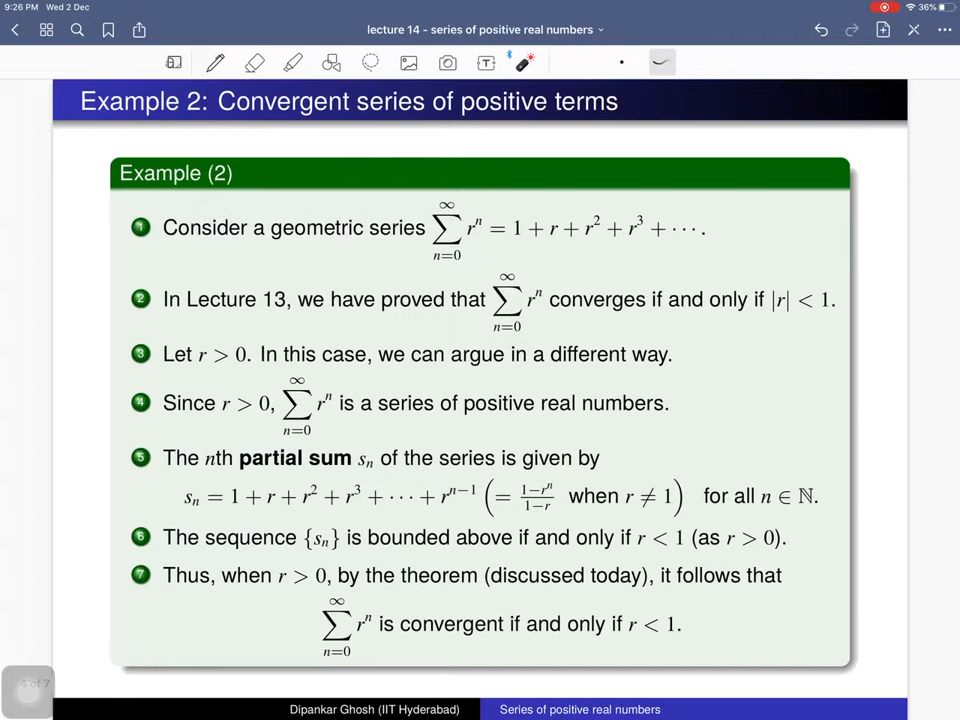 9:26 PM Wed 2 Dec
36%
lecture 14 - series of positive real numbers
Example 2: Convergent series of positive terms
Example (2)
1 Consider a geometric series ∑_{n=0}^{∞} r^n = 1 + r + r^2 + r^3 + ⋯.
2 In Lecture 13, we have proved that ∑_{n=0}^{∞} r^n converges if and only if |r| < 1.
3 Let r > 0. In this case, we can argue in a different way.
4 Since r > 0, ∑_{n=0}^{∞} r^n is a series of positive real numbers.
5 The nth partial sum s_n of the series is given by
s_n = 1 + r + r^2 + r^3 + ⋯ + r^{n−1} (= \frac{1−r^n}{1−r} when r ≠ 1) for all n ∈ ℕ.
6 The sequence {s_n} is bounded above if and only if r < 1 (as r > 0).
7 Thus, when r > 0, by the theorem (discussed today), it follows that
∑_{n=0}^{∞} r^n is convergent if and only if r < 1.
4 of 7
Dipankar Ghosh (IIT Hyderabad) Series of positive real numbers